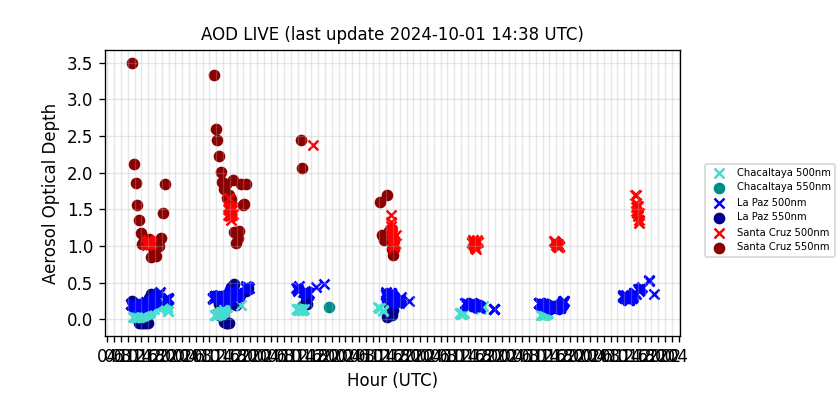 AOD LIVE (last update 2024-10-01 14:38 UTC)
3.5
3.0
2.5
2.0
1.5
1.0
0.5
0.0
Aerosol Optical Depth
Hour (UTC)
Chacaltaya 500nm
Chacaltaya 550nm
La Paz 500nm
La Paz 550nm
Santa Cruz 500nm
Santa Cruz 550nm